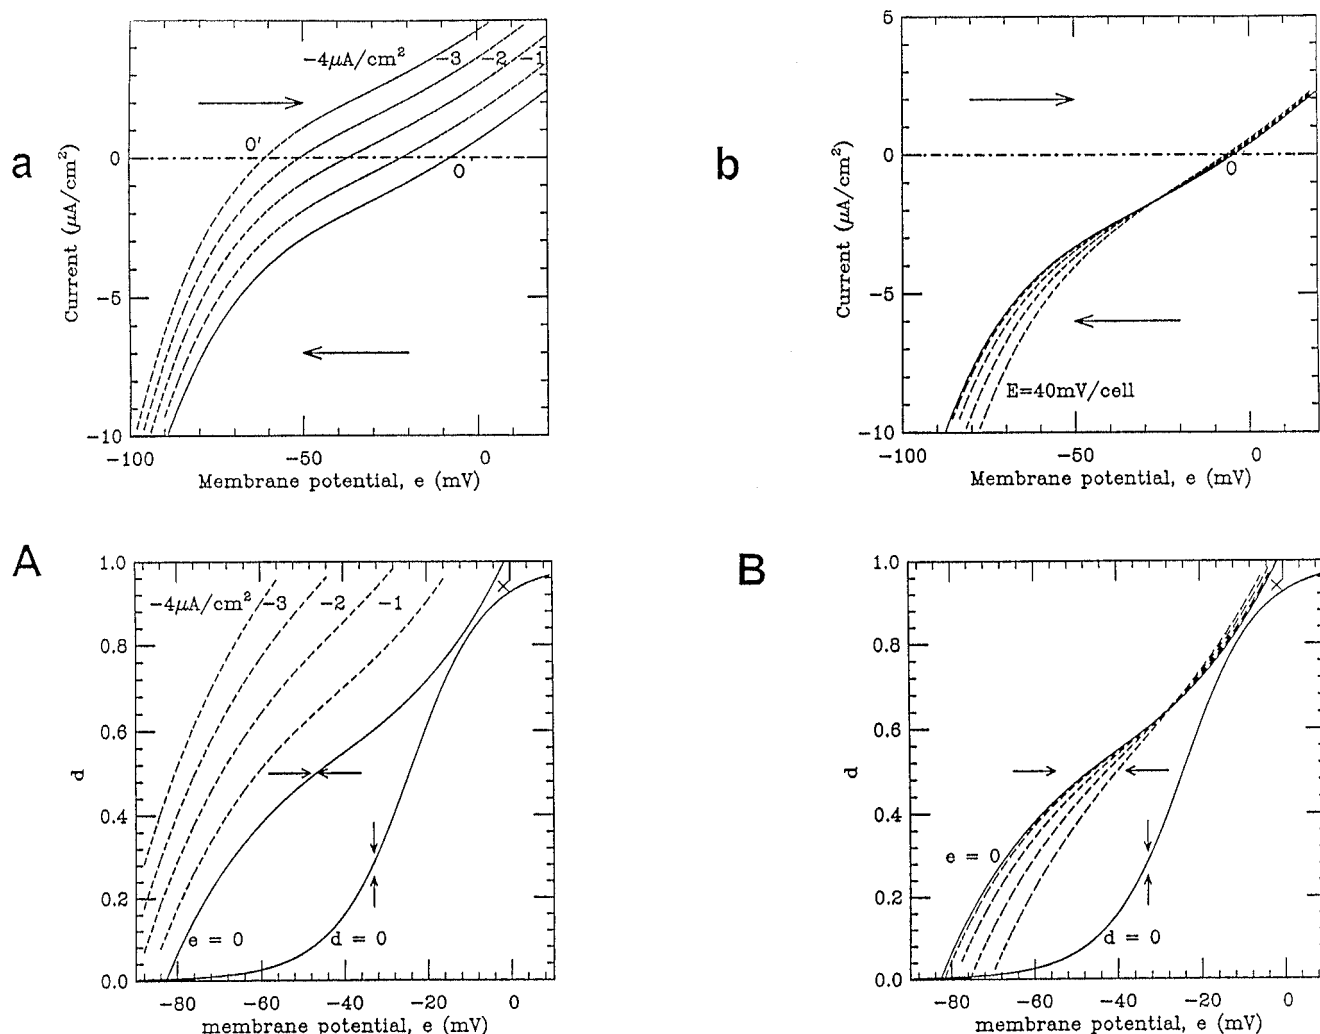 a
−4μA/cm² −3 −2 −1
0'
0
Current (μA/cm²)
0
−5
−10
−100 −50 0
Membrane potential, e (mV)
b
5
0
−5
−10
0
E=40mV/cell
Current (μA/cm²)
−100 −50 0
Membrane potential, e (mV)
A
1.0
0.8
0.6
0.4
0.2
0.0
d
−4μA/cm² −3 −2 −1
×
e = 0
d = 0
−80 −60 −40 −20 0
membrane potential, e (mV)
B
1.0
0.8
0.6
0.4
0.2
0.0
d
×
e = 0
d = 0
−80 −60 −40 −20 0
membrane potential, e (mV)